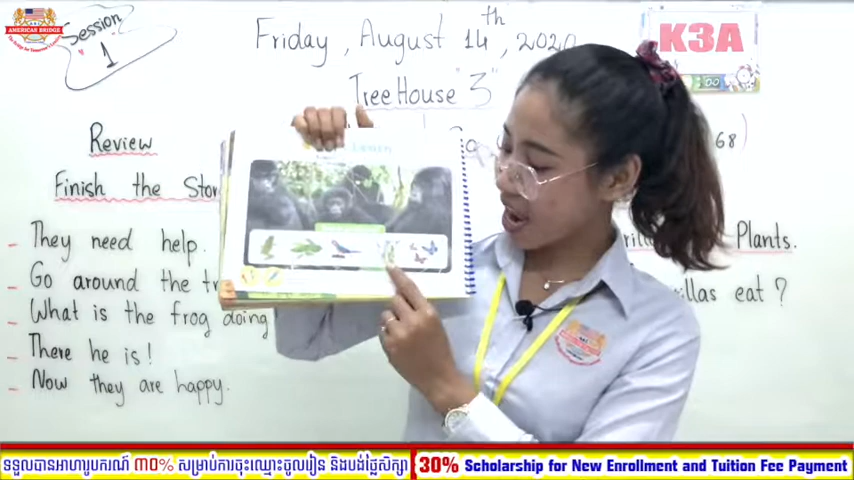 AMERICAN BRIDGE
Session
1
Friday, August 14th, 2020
K3A
TreeHouse "3"
100
68)
Review
Finish the Stor
They need help.
Go around the tr
What is the frog doing
There he is!
Now they are happy.
Plants.
illas eat ?
ទទួលបានអាហារូបករណ៍ ៣០% សម្រាប់ការចុះឈ្មោះចូលរៀន និងបង់ថ្លៃសិក្សា
30% Scholarship for New Enrollment and Tuition Fee Payment